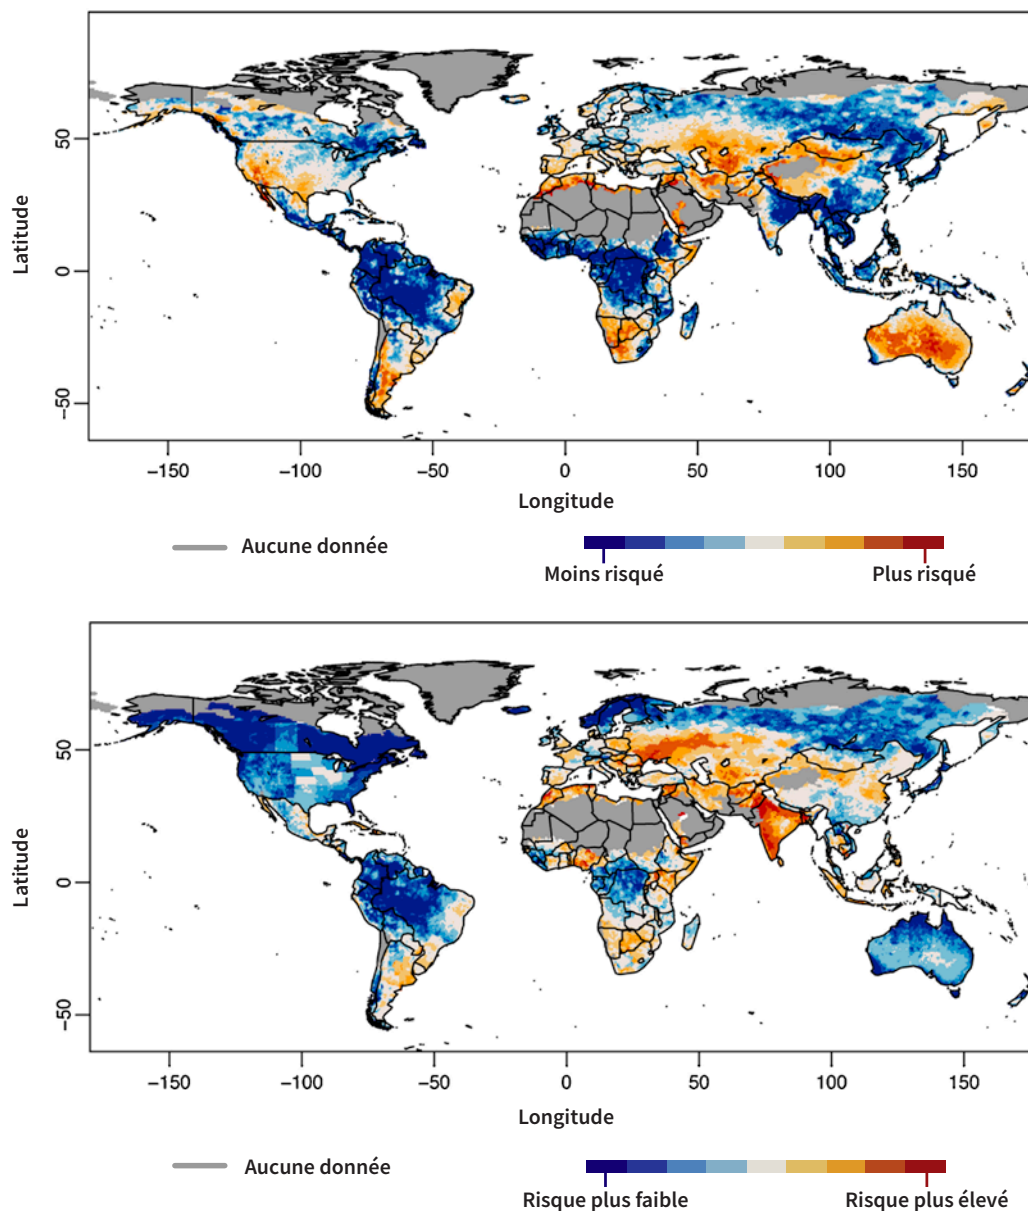 50
0
−50
Latitude
−150 −100 −50 0 50 100 150
Longitude
Aucune donnée
Moins risqué Plus risqué
50
0
−50
Latitude
−150 −100 −50 0 50 100 150
Longitude
Aucune donnée
Risque plus faible Risque plus élevé